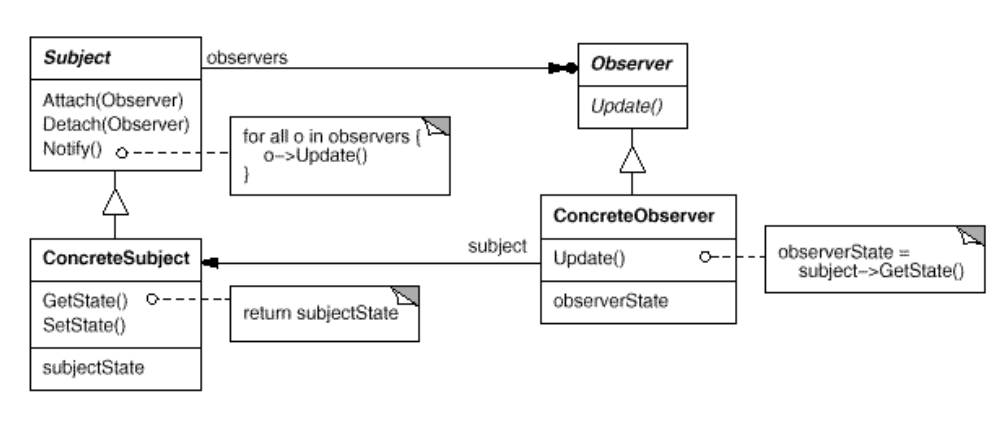 Subject
Attach(Observer)
Detach(Observer)
Notify()
observers
for all o in observers {
o->Update()
}
Observer
Update()
ConcreteSubject
GetState()
SetState()
subjectState
return subjectState
subject
ConcreteObserver
Update()
observerState
observerState =
subject->GetState()